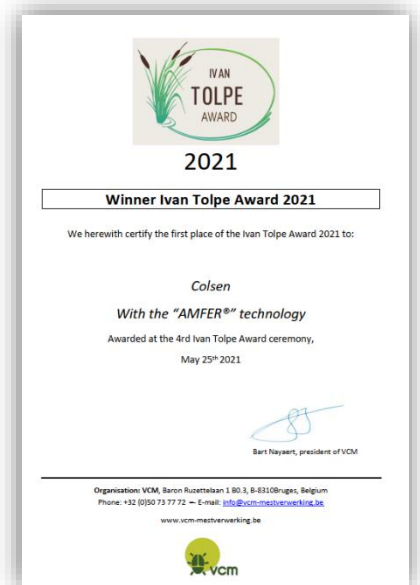 IVAN
TOLPE
AWARD
2021
Winner Ivan Tolpe Award 2021
We herewith certify the first place of the Ivan Tolpe Award 2021 to:
Colsen
With the “AMFER®” technology
Awarded at the 4rd Ivan Tolpe Award ceremony,
May 25th 2021
Bart Nayaert, president of VCM
Organisation: VCM, Baron Ruzettelaan 1 B0.3, B-8310Bruges, Belgium
Phone: +32 (0)50 73 77 72 – E-mail: info@vcm-mestverwerking.be
www.vcm-mestverwerking.be
vcm